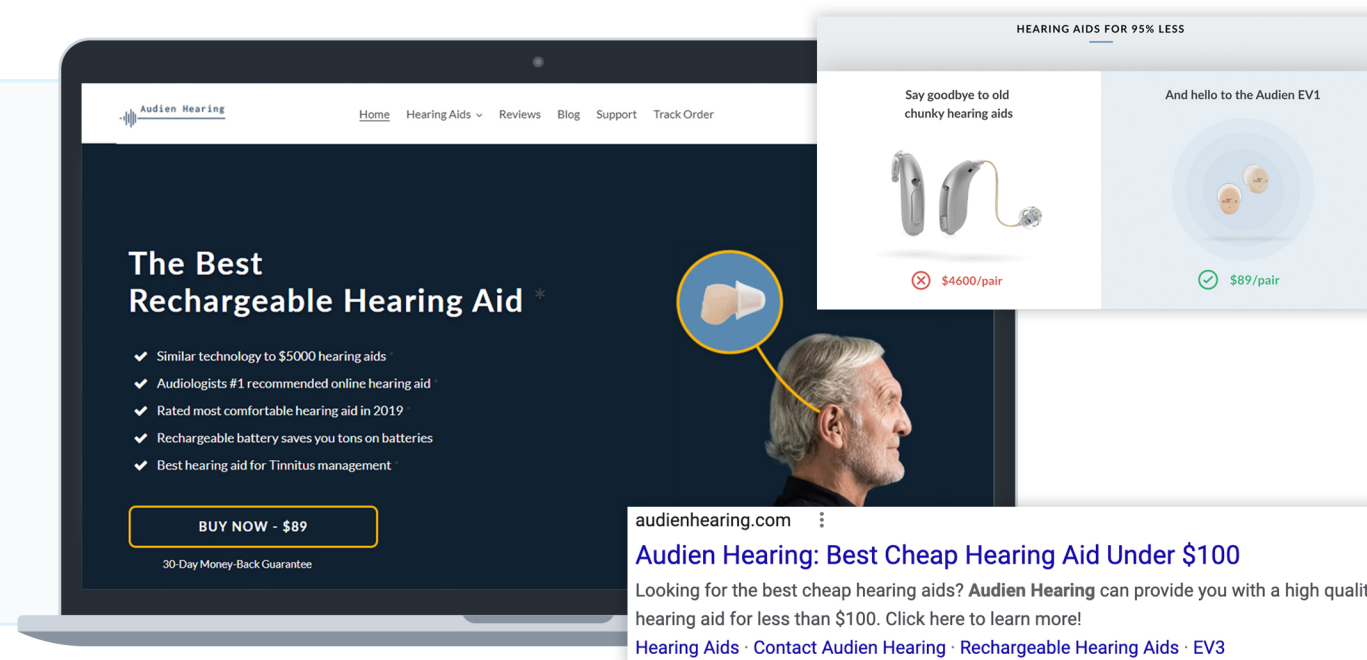 Audien Hearing
Home Hearing Aids Reviews Blog Support Track Order
The Best
Rechargeable Hearing Aid *
Similar technology to $5000 hearing aids *
Audiologists #1 recommended online hearing aid *
Rated most comfortable hearing aid in 2019 *
Rechargeable battery saves you tons on batteries
Best hearing aid for Tinnitus management *
BUY NOW - $89
30-Day Money-Back Guarantee
HEARING AIDS FOR 95% LESS
Say goodbye to old
chunky hearing aids
$4600/pair
And hello to the Audien EV1
$89/pair
audienhearing.com
Audien Hearing: Best Cheap Hearing Aid Under $100
Looking for the best cheap hearing aids? Audien Hearing can provide you with a high qualit
hearing aid for less than $100. Click here to learn more!
Hearing Aids · Contact Audien Hearing · Rechargeable Hearing Aids · EV3